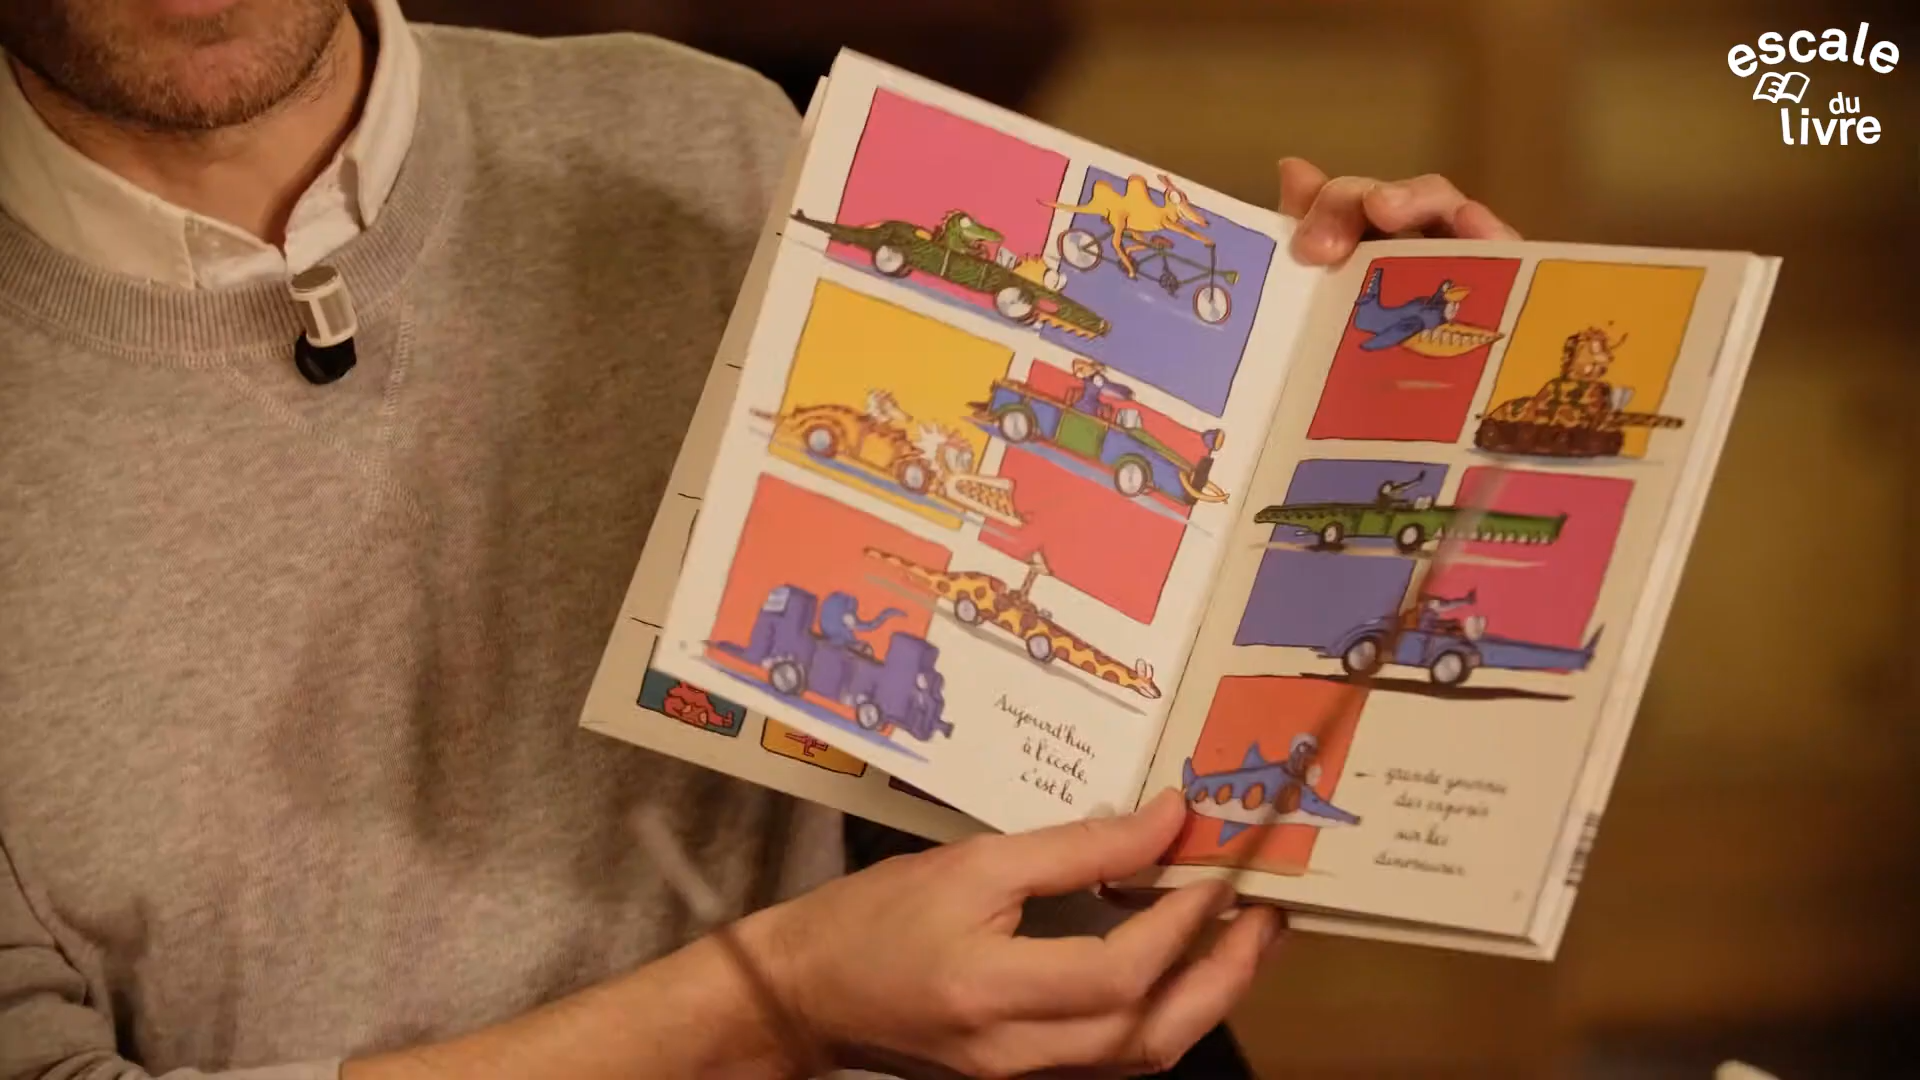 escale
du
livre
Aujourd'hui,
à l'école,
c'est la
grande journée
des exposés
sur les
dinosaures